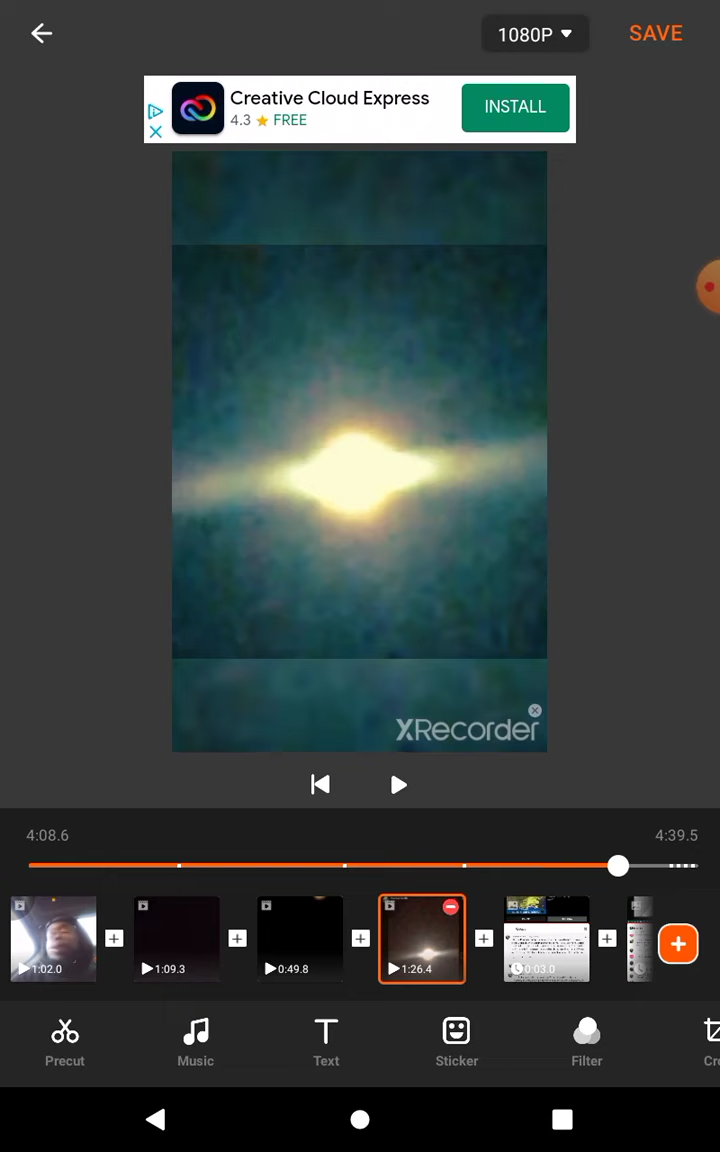 1080P
SAVE
Creative Cloud Express
4.3 FREE
INSTALL
XRecorder
4:08.6
4:39.5
1:02.0
1:09.3
0:49.8
1:26.4
0:03.0
Precut
Music
Text
Sticker
Filter
Cr